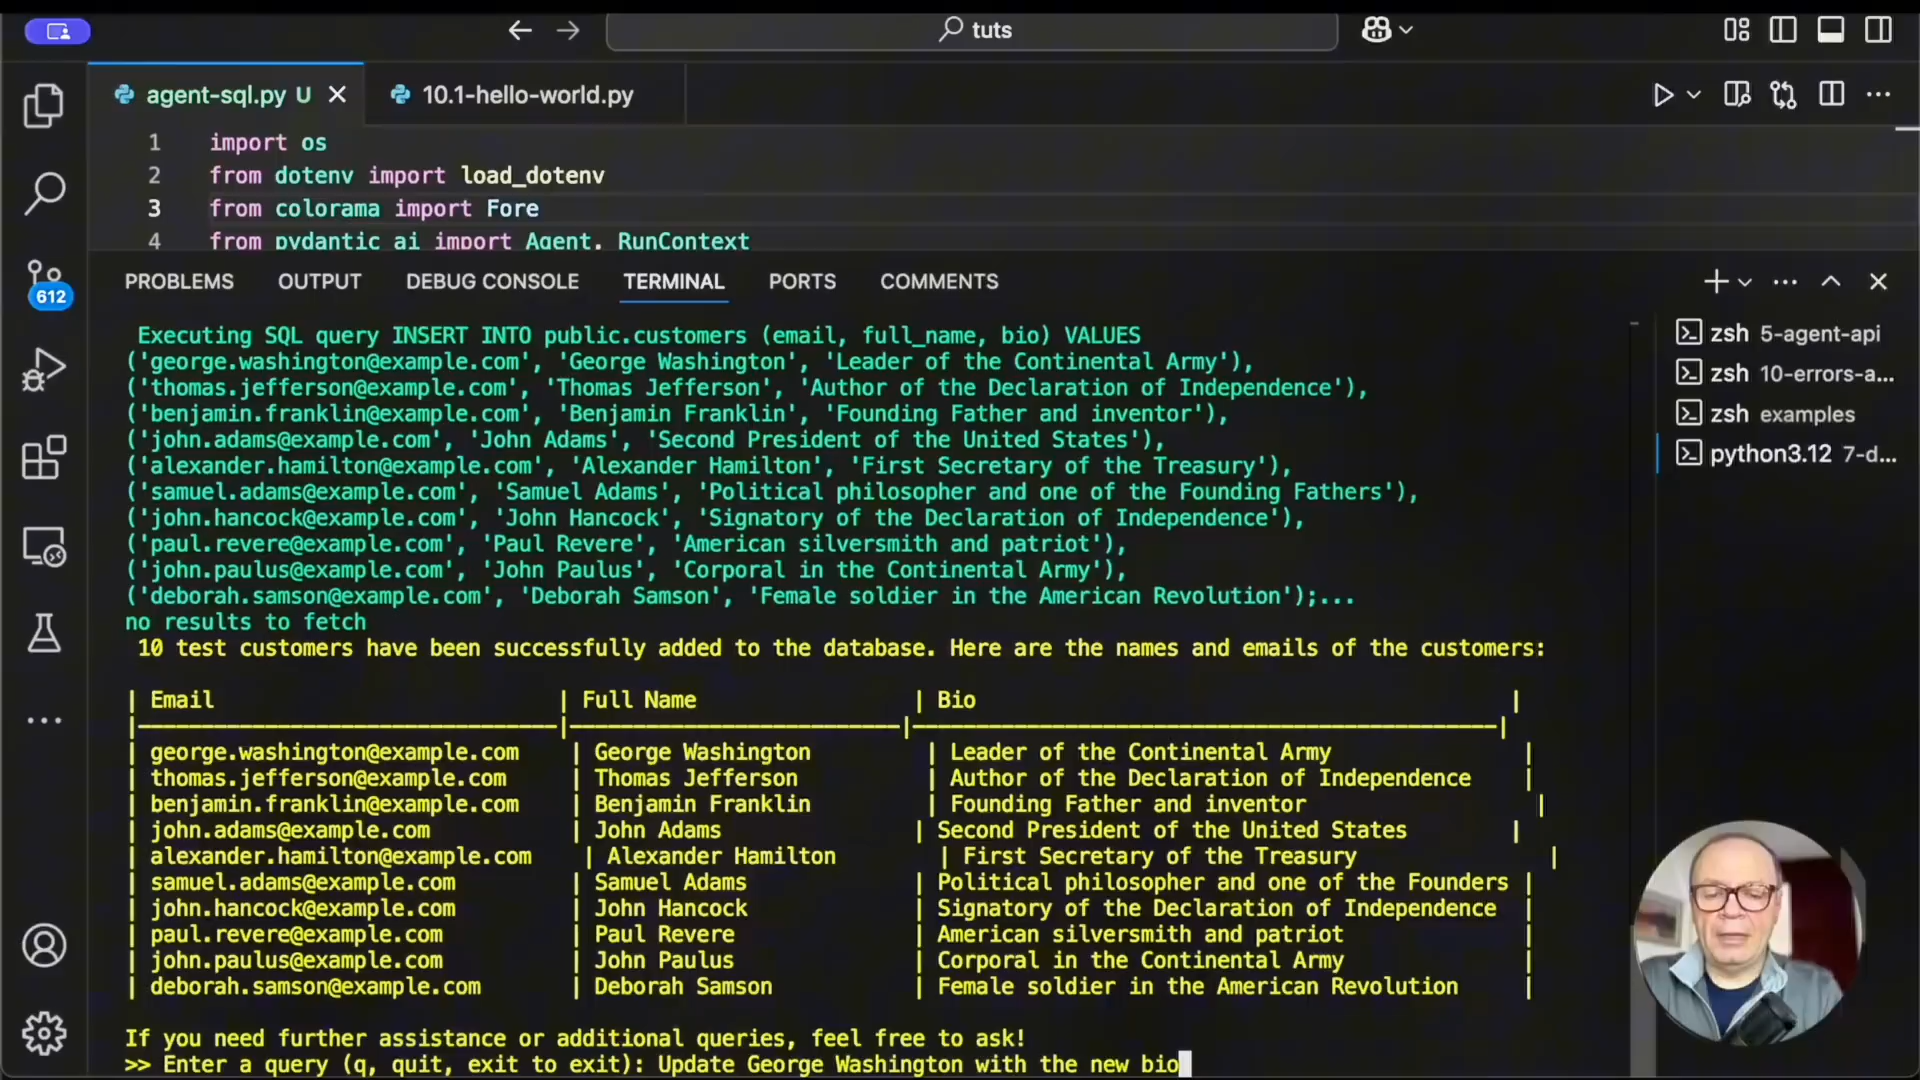 tuts
agent-sql.py U
10.1-hello-world.py
1 import os
2 from dotenv import load_dotenv
3 from colorama import Fore
4 from pydantic_ai import Agent, RunContext
612
PROBLEMS OUTPUT DEBUG CONSOLE TERMINAL PORTS COMMENTS
Executing SQL query INSERT INTO public.customers (email, full_name, bio) VALUES
('george.washington@example.com', 'George Washington', 'Leader of the Continental Army'),
('thomas.jefferson@example.com', 'Thomas Jefferson', 'Author of the Declaration of Independence'),
('benjamin.franklin@example.com', 'Benjamin Franklin', 'Founding Father and inventor'),
('john.adams@example.com', 'John Adams', 'Second President of the United States'),
('alexander.hamilton@example.com', 'Alexander Hamilton', 'First Secretary of the Treasury'),
('samuel.adams@example.com', 'Samuel Adams', 'Political philosopher and one of the Founding Fathers'),
('john.hancock@example.com', 'John Hancock', 'Signatory of the Declaration of Independence'),
('paul.revere@example.com', 'Paul Revere', 'American silversmith and patriot'),
('john.paulus@example.com', 'John Paulus', 'Corporal in the Continental Army'),
('deborah.samson@example.com', 'Deborah Samson', 'Female soldier in the American Revolution');...
no results to fetch
10 test customers have been successfully added to the database. Here are the names and emails of the customers:
| Email | Full Name | Bio |
| george.washington@example.com | George Washington | Leader of the Continental Army |
| thomas.jefferson@example.com | Thomas Jefferson | Author of the Declaration of Independence |
| benjamin.franklin@example.com | Benjamin Franklin | Founding Father and inventor |
| john.adams@example.com | John Adams | Second President of the United States |
| alexander.hamilton@example.com | Alexander Hamilton | First Secretary of the Treasury |
| samuel.adams@example.com | Samuel Adams | Political philosopher and one of the Founders |
| john.hancock@example.com | John Hancock | Signatory of the Declaration of Independence |
| paul.revere@example.com | Paul Revere | American silversmith and patriot |
| john.paulus@example.com | John Paulus | Corporal in the Continental Army |
| deborah.samson@example.com | Deborah Samson | Female soldier in the American Revolution |
If you need further assistance or additional queries, feel free to ask!
>> Enter a query (q, quit, exit to exit): Update George Washington with the new bio
zsh 5-agent-api
zsh 10-errors-a...
zsh examples
python3.12 7-d...